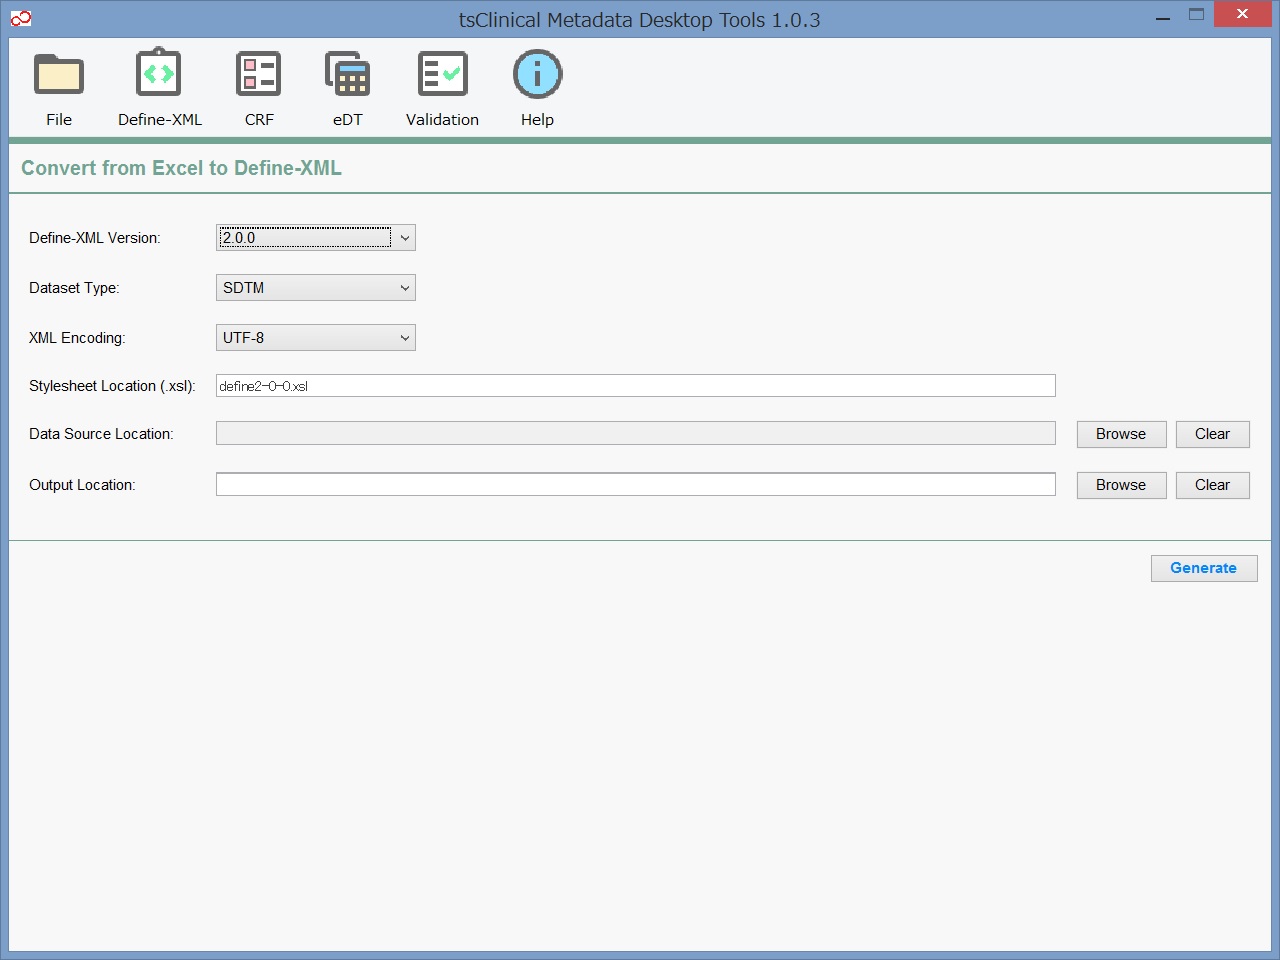 tsClinical Metadata Desktop Tools 1.0.3
File Define-XML CRF eDT Validation Help
Convert from Excel to Define-XML
Define-XML Version: 2.0.0
Dataset Type: SDTM
XML Encoding: UTF-8
Stylesheet Location (.xsl): define2-0-0.xsl
Data Source Location: Browse Clear
Output Location: Browse Clear
Generate